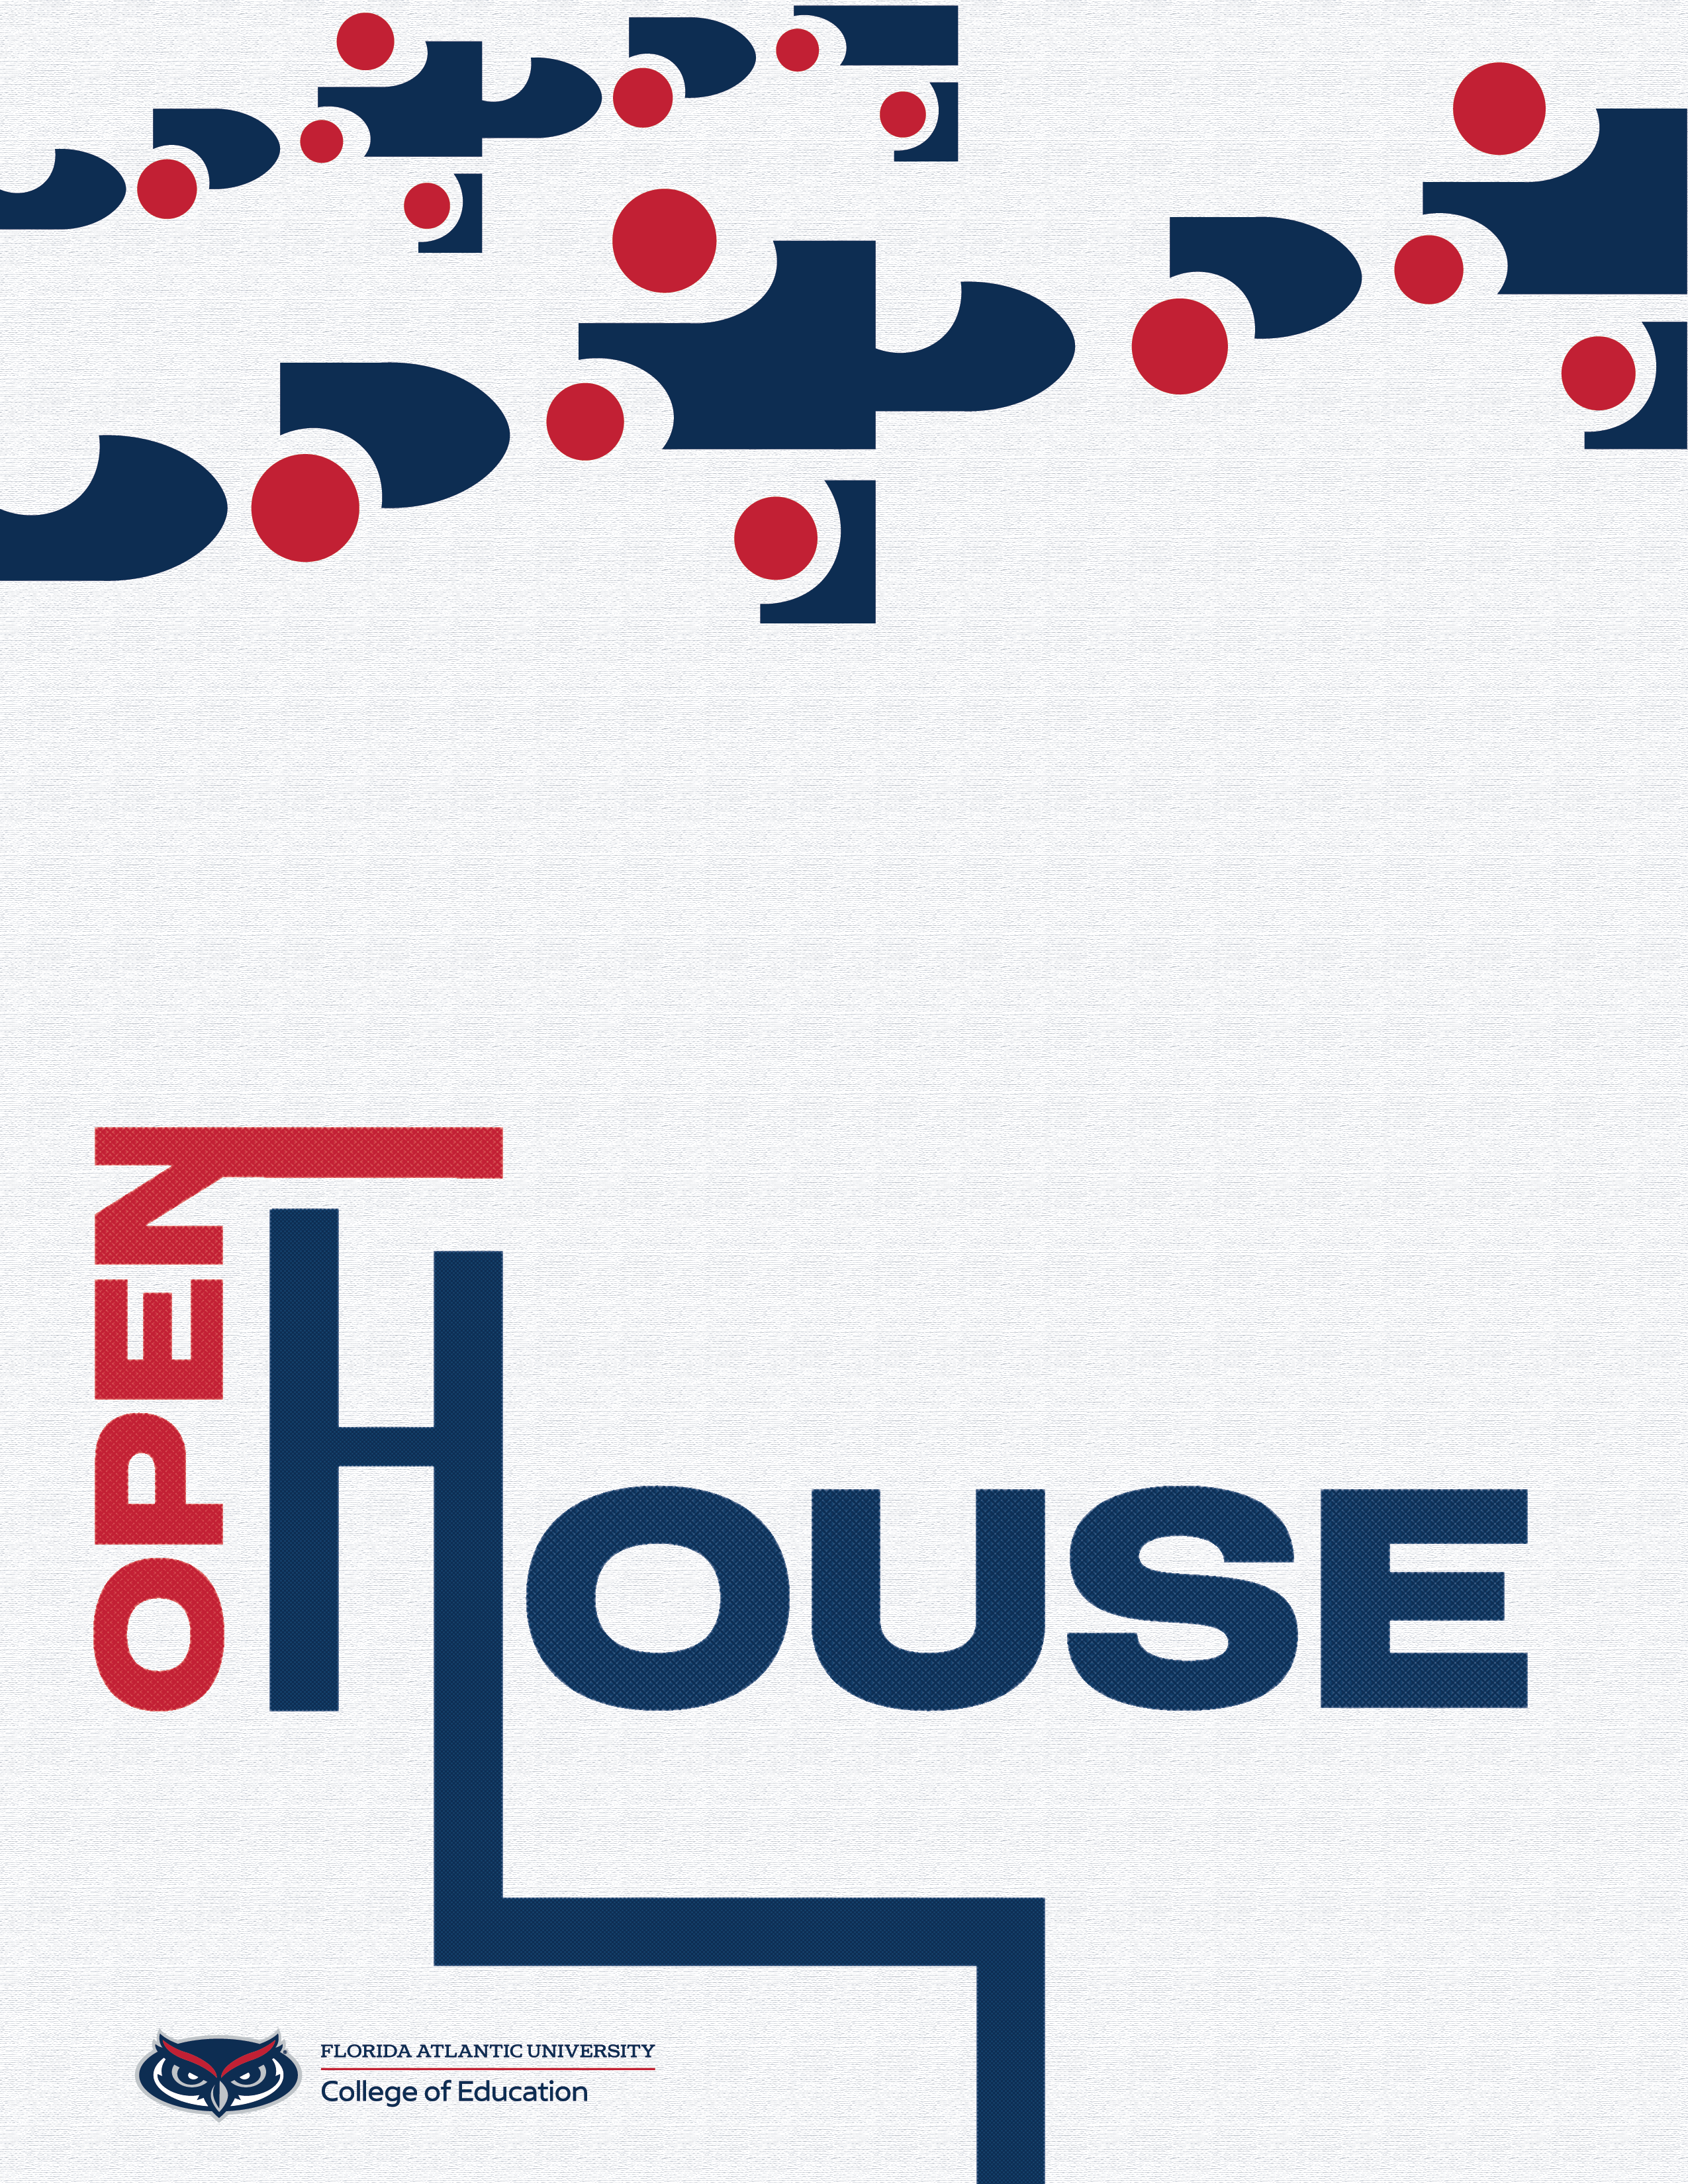 OPEN
HOUSE
FLORIDA ATLANTIC UNIVERSITY
College of Education